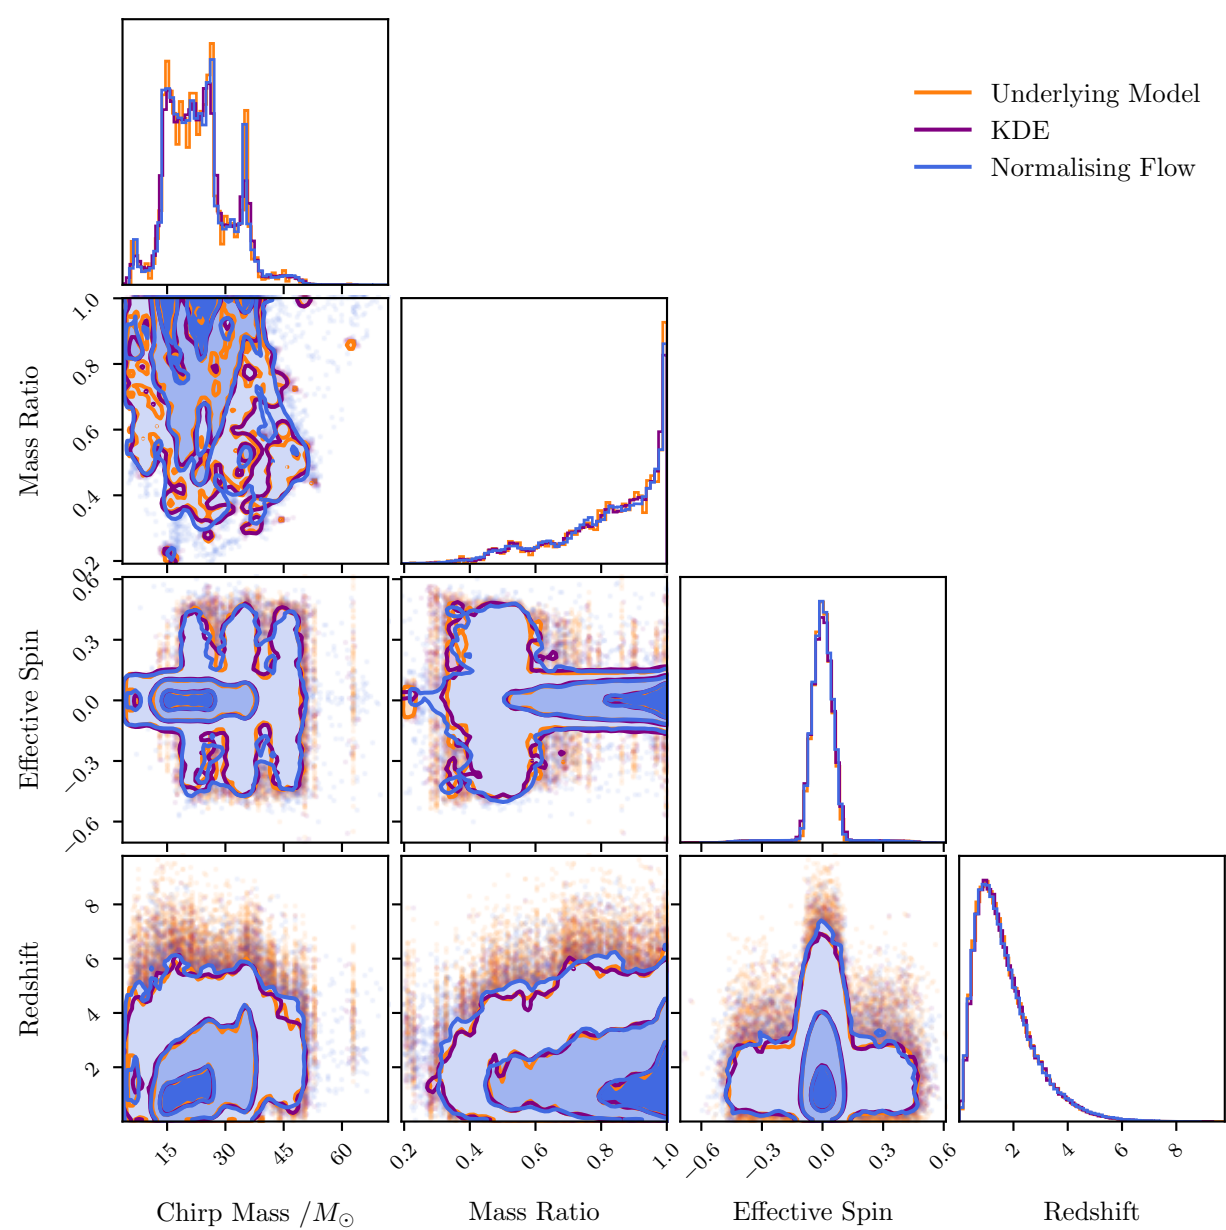 Underlying Model
KDE
Normalising Flow
Mass Ratio
1.0
0.8
0.6
0.4
0.2
Effective Spin
0.6
0.3
0.0
−0.3
−0.6
Redshift
8
6
4
2
15 30 45 60
0.2 0.4 0.6 0.8 1.0
−0.6 −0.3 0.0 0.3 0.6
2 4 6 8
Chirp Mass /M☉
Mass Ratio
Effective Spin
Redshift